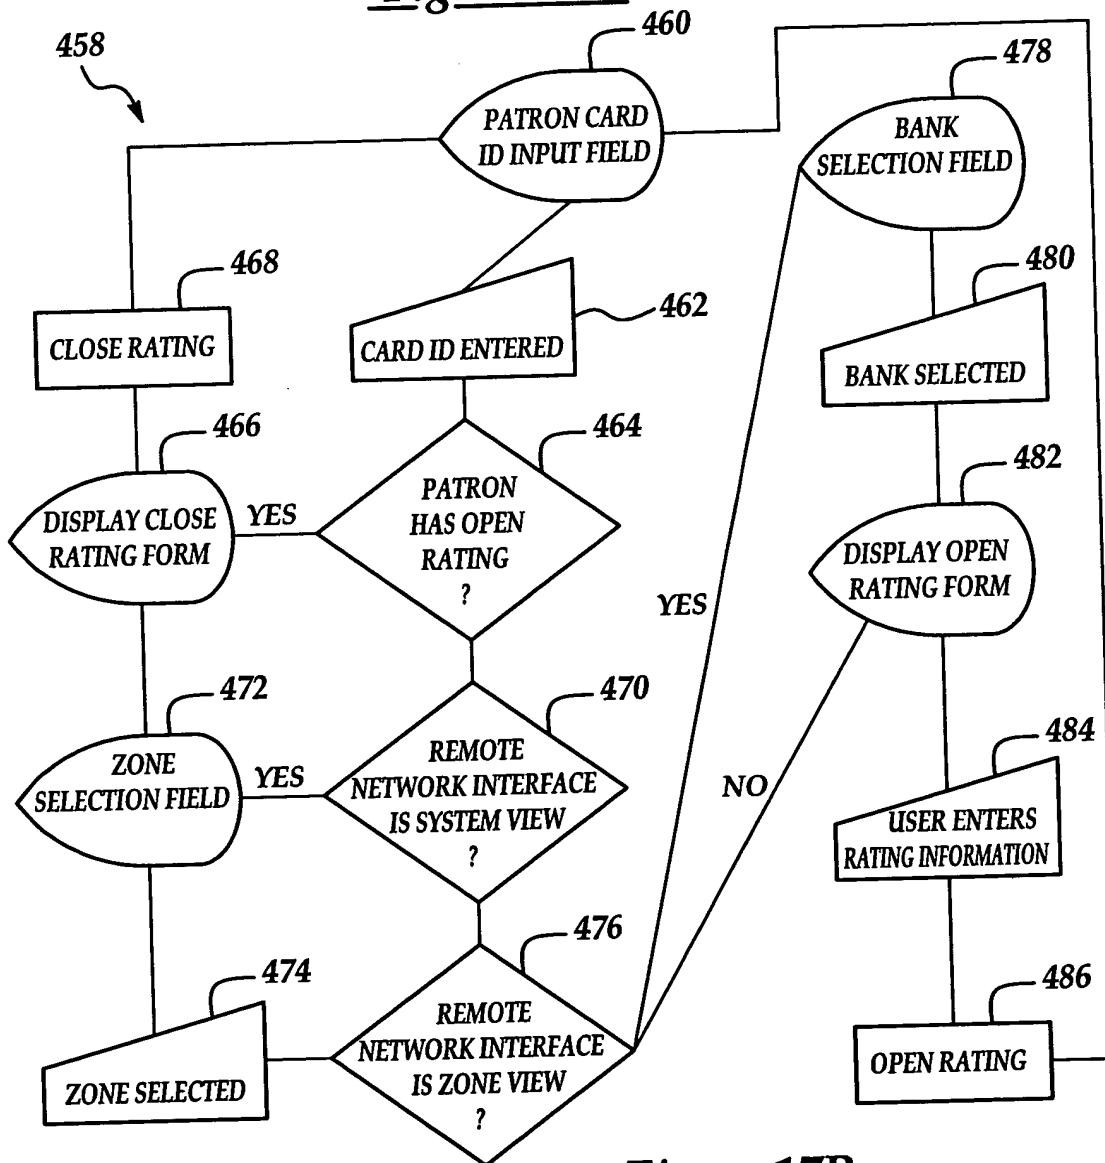 458
460
PATRON CARD
ID INPUT FIELD
478
BANK
SELECTION FIELD
468
CLOSE RATING
462
CARD ID ENTERED
480
BANK SELECTED
466
DISPLAY CLOSE
RATING FORM
YES
464
PATRON
HAS OPEN
RATING
?
482
DISPLAY OPEN
RATING FORM
YES
472
ZONE
SELECTION FIELD
YES
470
REMOTE
NETWORK INTERFACE
IS SYSTEM VIEW
?
NO
484
USER ENTERS
RATING INFORMATION
474
ZONE SELECTED
476
REMOTE
NETWORK INTERFACE
IS ZONE VIEW
?
486
OPEN RATING